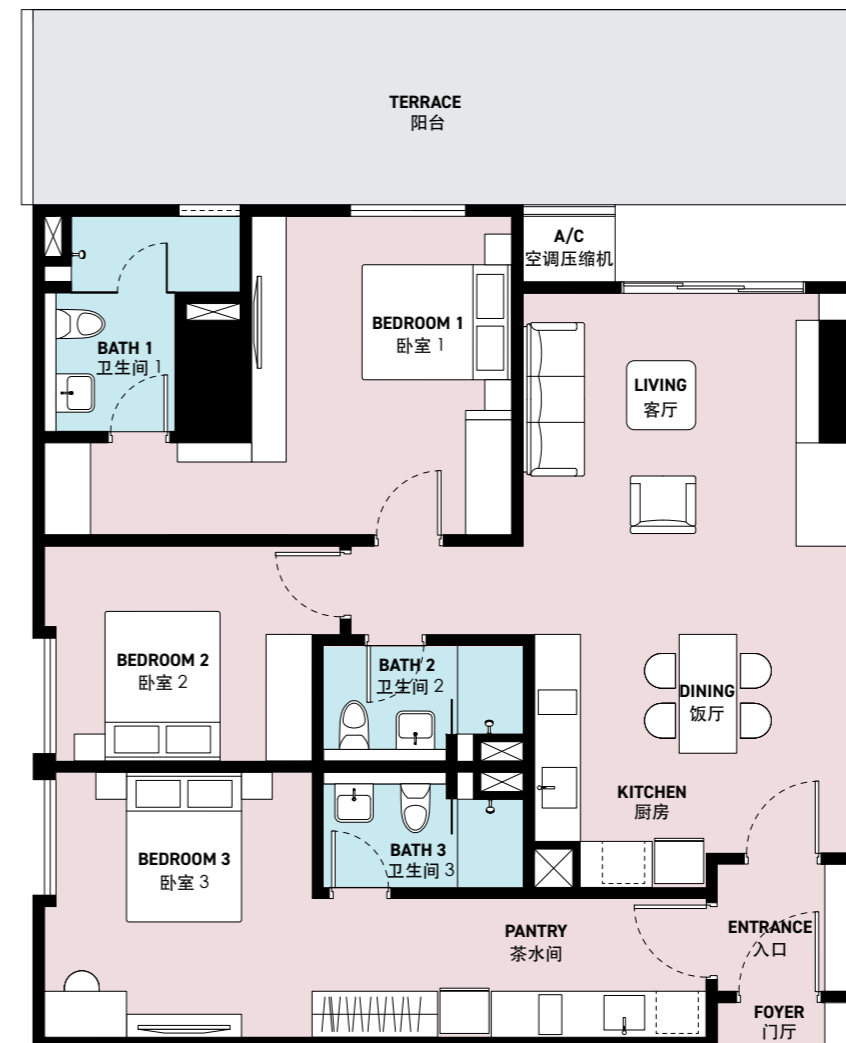 TERRACE
阳台
A/C
空调压缩机
BEDROOM 1
卧室 1
BATH 1
卫生间 1
LIVING
客厅
BEDROOM 2
卧室 2
BATH 2
卫生间 2
DINING
饭厅
KITCHEN
厨房
BEDROOM 3
卧室 3
BATH 3
卫生间 3
PANTRY
茶水间
ENTRANCE
入口
FOYER
门厅